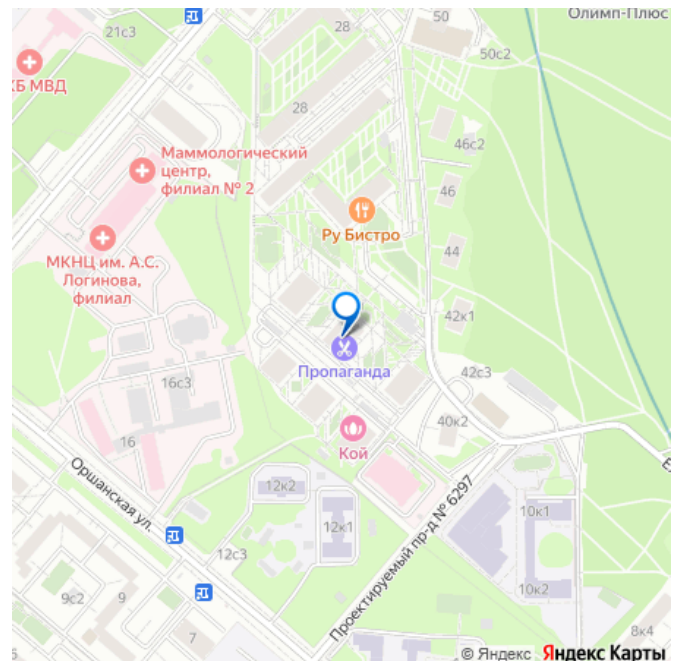 21с3
50
Олимп-Плюс
50с2
КБ МВД
28
28
Маммологический
центр,
филиал № 2
46с2
46
Ру Бистро
МКНЦ им. А.С.
Логинова,
филиал
44
42к1
Пропаганда
42с3
16с3
40к2
Кой
16
Оршанская ул.
12к2
12к1
12с3
Проектируемый пр-д № 6297
10к1
10к2
9с2
9
7
8к4
© Яндекс Яндекс Карты